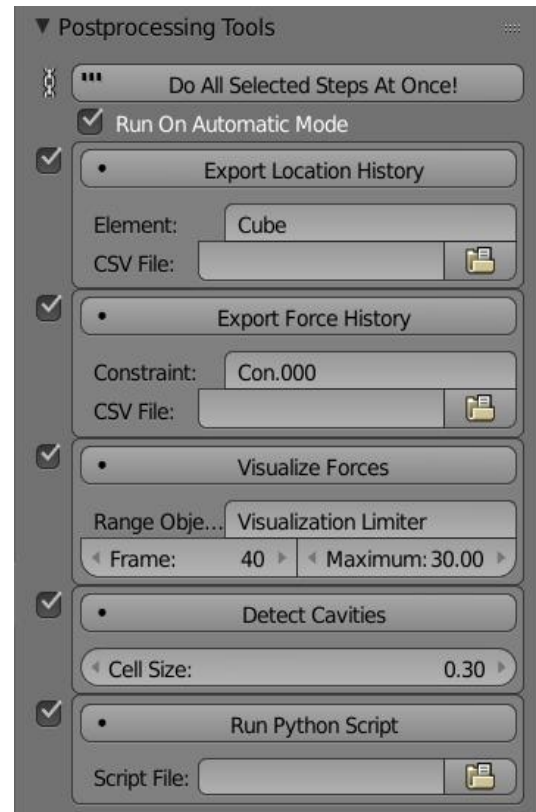 Postprocessing Tools
Do All Selected Steps At Once!
Run On Automatic Mode
Export Location History
Element: Cube
CSV File:
Export Force History
Constraint: Con.000
CSV File:
Visualize Forces
Range Obje... Visualization Limiter
Frame: 40 Maximum: 30.00
Detect Cavities
Cell Size: 0.30
Run Python Script
Script File: